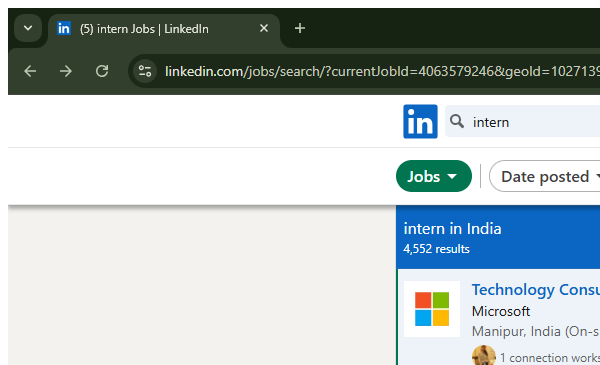 (5) intern Jobs | LinkedIn
linkedin.com/jobs/search/?currentJobId=4063579246&geoId=1027139
in
intern
Jobs
Date posted
intern in India
4,552 results
Technology Consu
Microsoft
Manipur, India (On-s
1 connection works